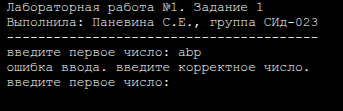 Лабораторная работа №1. Задание 1
Выполнила: Паневина С.Е., группа СИд-023
---------------------------------------
введите первое число: abp
ошибка ввода. введите корректное число.
введите первое число: